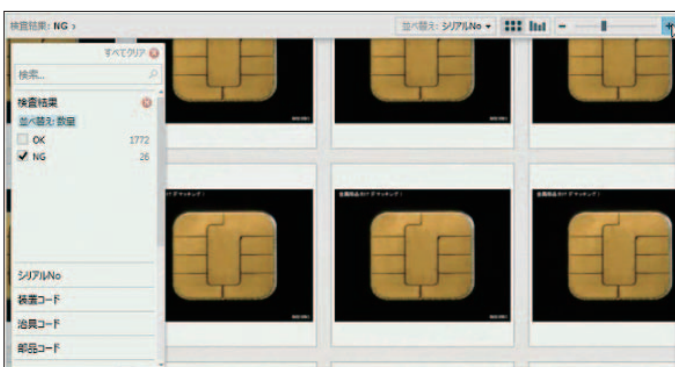 検査結果: NG ›
並べ替え: シリアルNo ▾
すべてクリア
検索...
検査結果
並べ替え: 数量
OK 1772
NG 26
シリアルNo
装置コード
治具コード
部品コード